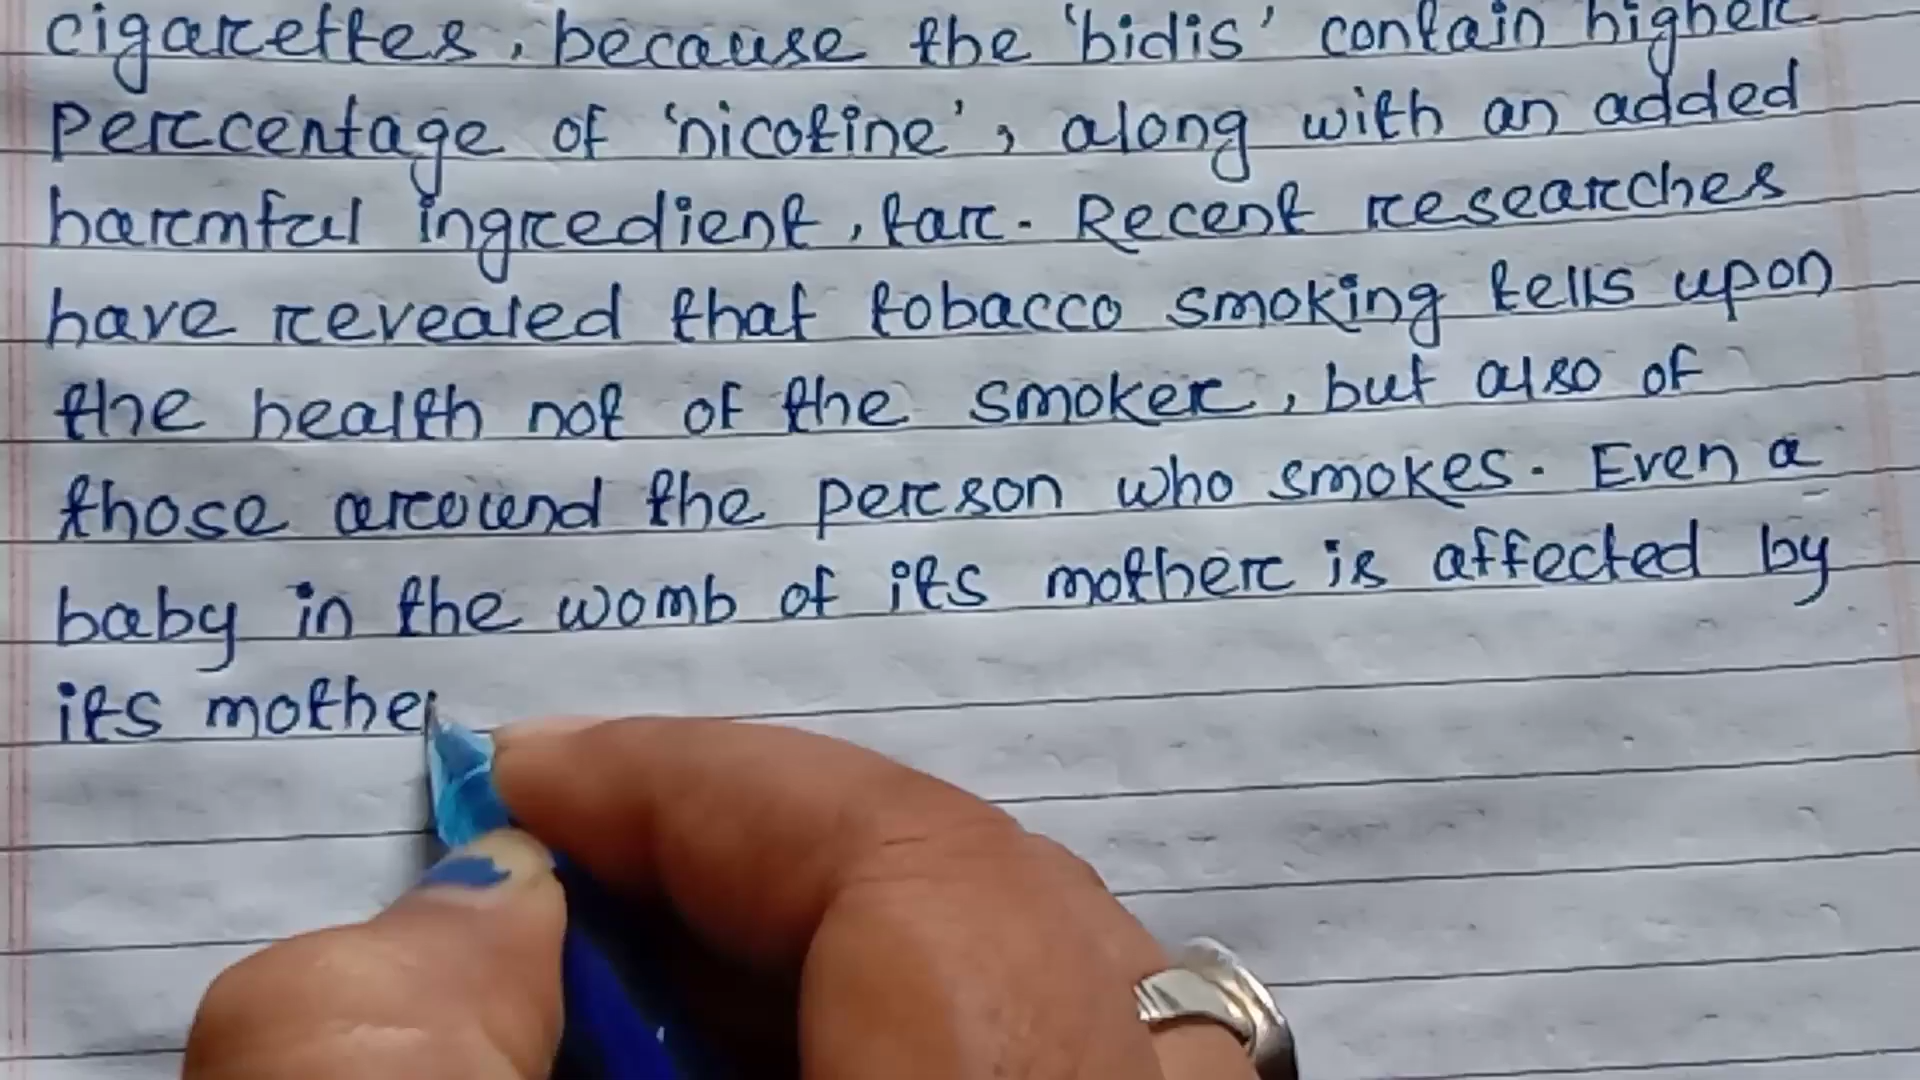 cigarettes, because the 'bidis' contain higher
Percentage of 'nicotine', along with an added
harmful ingredient, tar. Recent researches
have revealed that tobacco smoking tells upon
the health not of the smoker, but also of
those around the person who smokes. Even a
baby in the womb of its mother is affected by
its mother